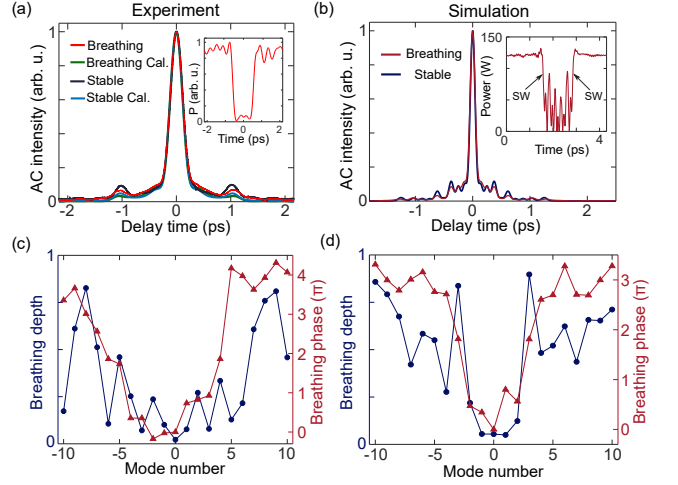 (a) Experiment
AC intensity (arb. u.)
1
0
Breathing
Breathing Cal.
Stable
Stable Cal.
P (arb. u.)
1
0
-2 0 2
Time (ps)
-2 -1 0 1 2
Delay time (ps)
(b) Simulation
AC intensity (arb. u.)
1
0
Breathing
Stable
Power (W)
150
0
SW
SW
0 2 4
Time (ps)
-2 -1 0 1 2
Delay time (ps)
(c)
Breathing depth
1
0
Breathing phase (π)
4
3
2
1
0
-10 -5 0 5 10
Mode number
(d)
Breathing depth
1
0
Breathing phase (π)
3
2
1
0
-10 -5 0 5 10
Mode number